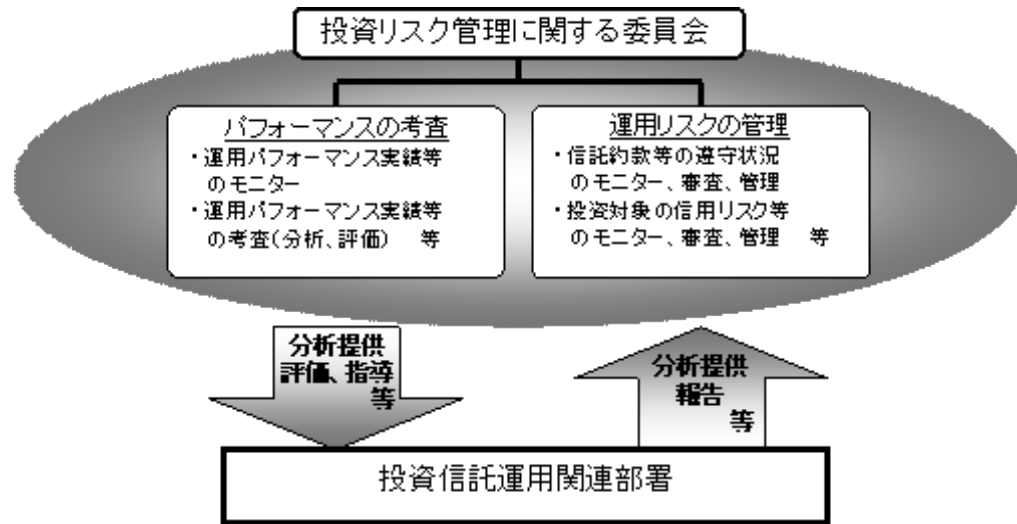 投資リスク管理に関する委員会
パフォーマンスの考査
・運用パフォーマンス実績等
のモニター
・運用パフォーマンス実績等
の考査(分析、評価) 等
運用リスクの管理
・信託約款等の遵守状況
のモニター、審査、管理
・投資対象の信用リスク等
のモニター、審査、管理 等
分析提供
評価、指導
等
分析提供
報告
等
投資信託運用関連部署